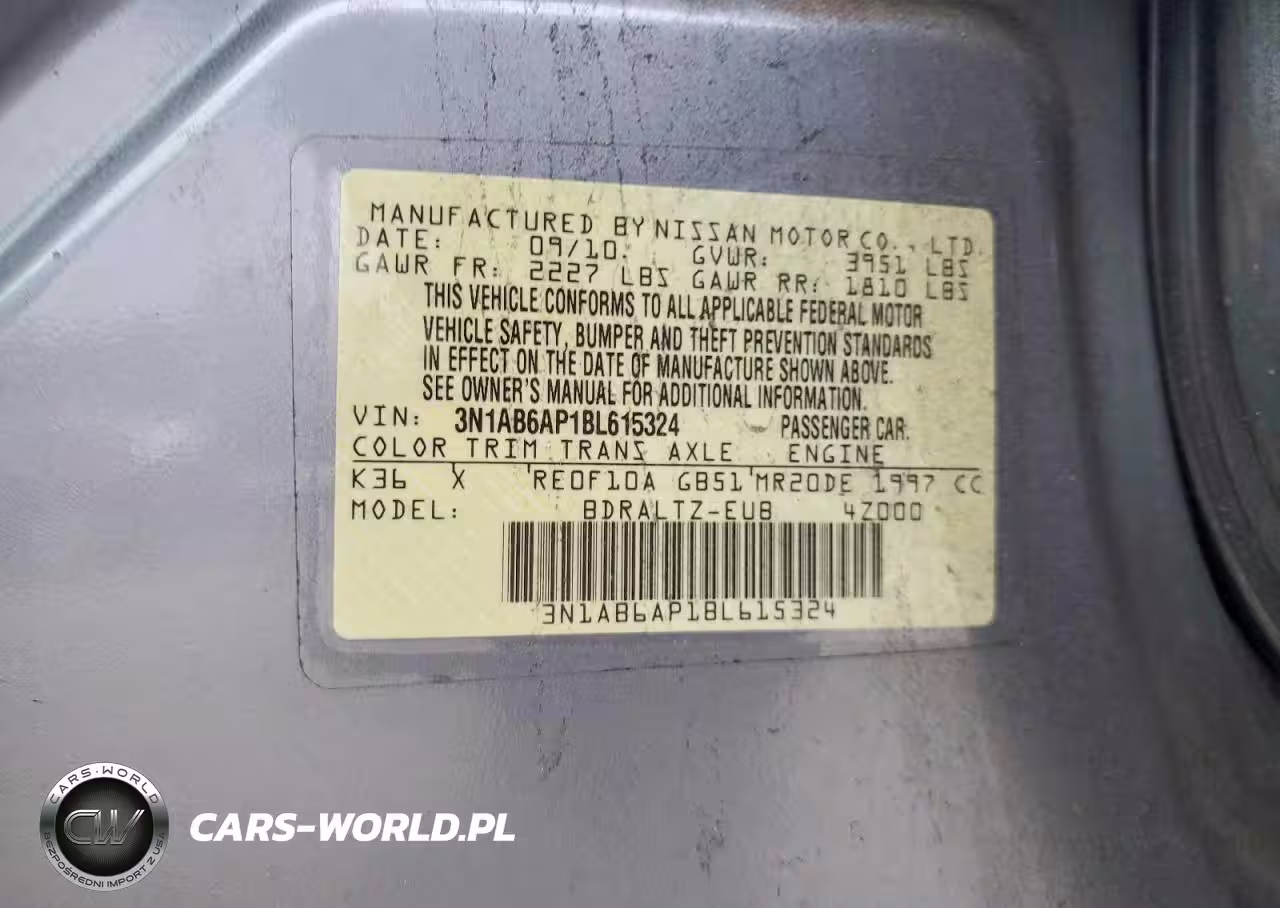 MANUFACTURED BY NISSAN MOTOR CO., LTD.
DATE: 09/10. GVWR: 3951 LBS
GAWR FR: 2227 LBS GAWR RR: 1810 LBS
THIS VEHICLE CONFORMS TO ALL APPLICABLE FEDERAL MOTOR
VEHICLE SAFETY, BUMPER AND THEFT PREVENTION STANDARDS
IN EFFECT ON THE DATE OF MANUFACTURE SHOWN ABOVE.
SEE OWNER'S MANUAL FOR ADDITIONAL INFORMATION.
VIN: 3N1AB6AP1BL615324 PASSENGER CAR.
COLOR TRIM TRANS AXLE ENGINE
K36 X RE0F10A GB51 MR20DE 1997 CC
MODEL: BDRALTZ-EUB 4Z000
3N1AB6AP1BL615324
CARS-WORLD
CW
BEZPOŚREDNI IMPORT Z USA
CARS-WORLD.PL